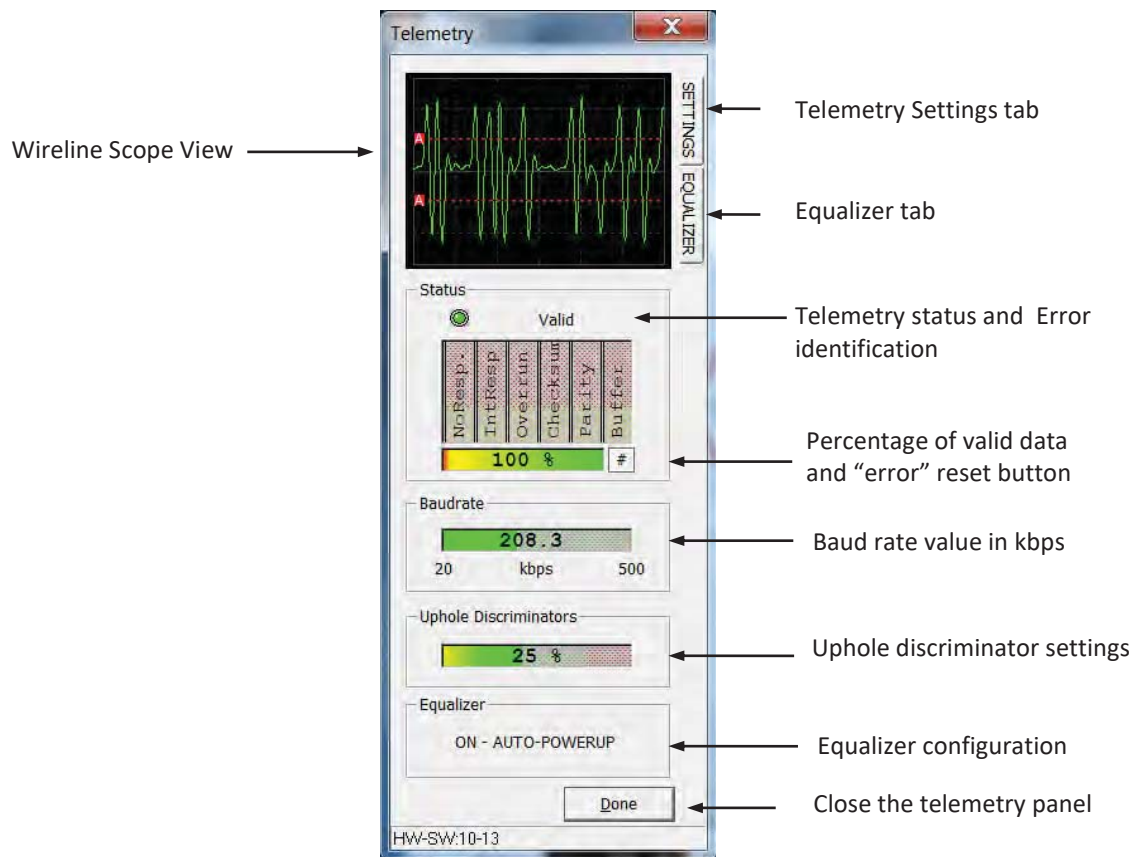 Telemetry
X
SETTINGS
EQUALIZER
A
A
Wireline Scope View
Telemetry Settings tab
Equalizer tab
Status
Valid
Telemetry status and Error
identification
NoResp.
IntResp
Overrun
Checksum
Parity
Buffer
100 %
#
Percentage of valid data
and “error” reset button
Baudrate
208.3
20 kbps 500
Baud rate value in kbps
Uphole Discriminators
25 %
Uphole discriminator settings
Equalizer
ON - AUTO-POWERUP
Equalizer configuration
Done
Close the telemetry panel
HW-SW:10-13